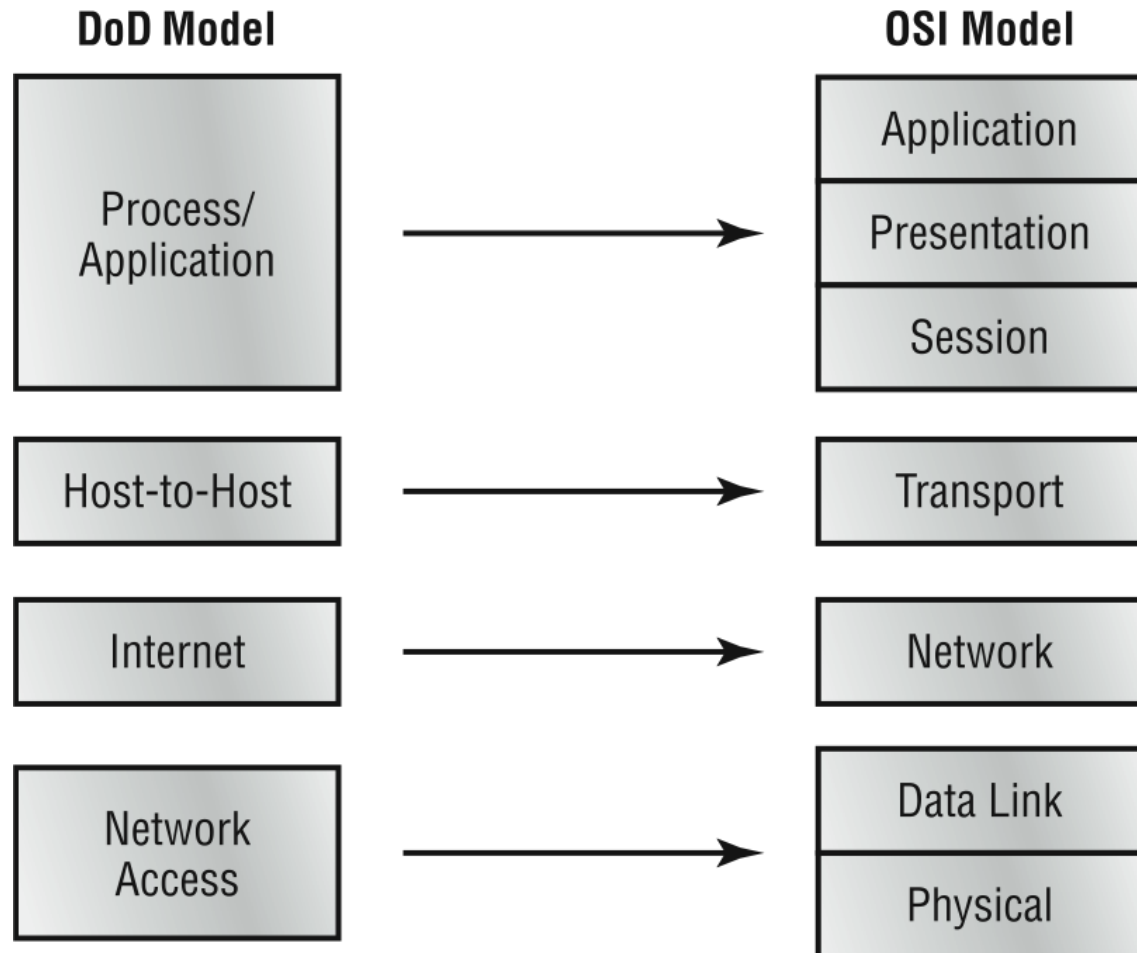 DoD Model
OSI Model
Process/
Application
Application
Presentation
Session
Host-to-Host
Transport
Internet
Network
Network
Access
Data Link
Physical